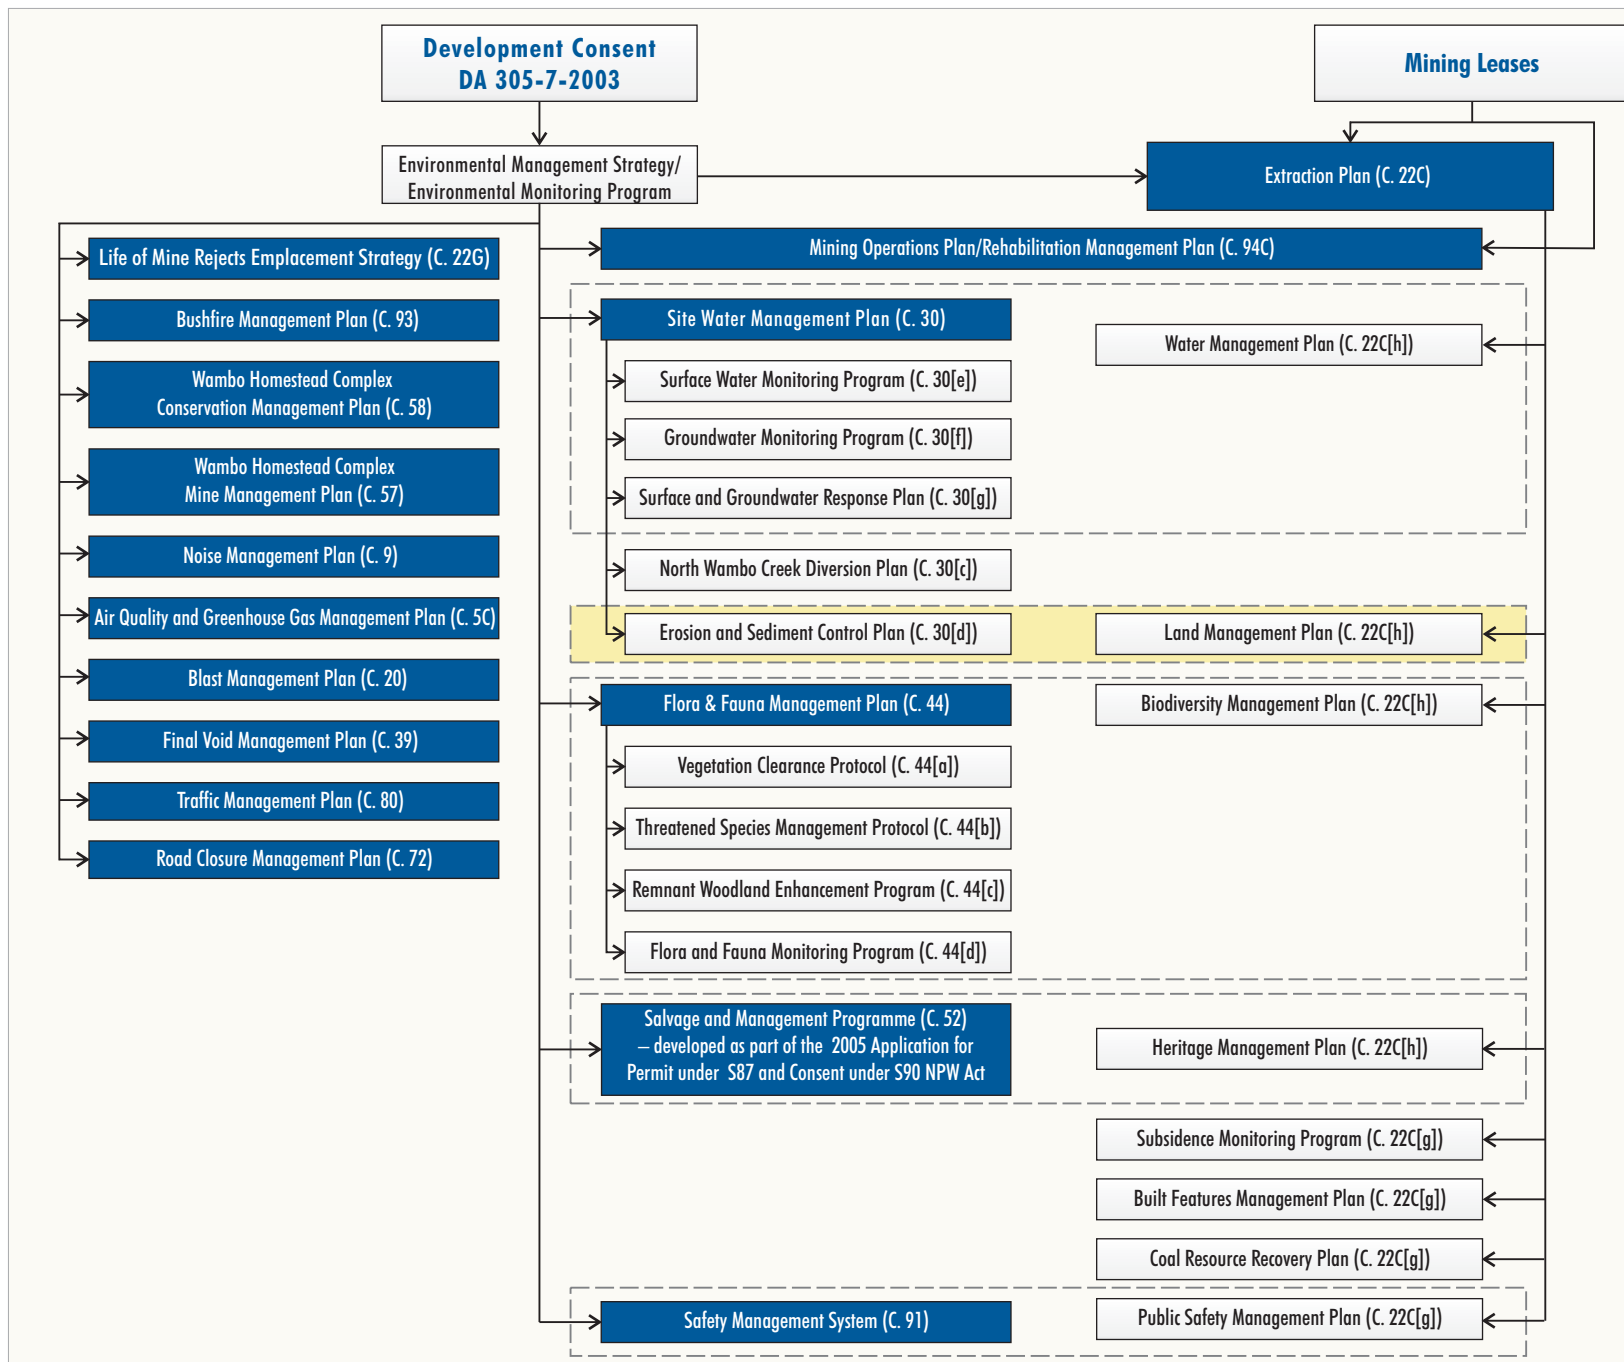 Development Consent
DA 305-7-2003
Mining Leases
Environmental Management Strategy/
Environmental Monitoring Program
Extraction Plan (C. 22C)
Life of Mine Rejects Emplacement Strategy (C. 22G)
Bushfire Management Plan (C. 93)
Wambo Homestead Complex
Conservation Management Plan (C. 58)
Wambo Homestead Complex
Mine Management Plan (C. 57)
Noise Management Plan (C. 9)
Air Quality and Greenhouse Gas Management Plan (C. 5C)
Blast Management Plan (C. 20)
Final Void Management Plan (C. 39)
Traffic Management Plan (C. 80)
Road Closure Management Plan (C. 72)
Mining Operations Plan/Rehabilitation Management Plan (C. 94C)
Site Water Management Plan (C. 30)
Surface Water Monitoring Program (C. 30[e])
Groundwater Monitoring Program (C. 30[f])
Surface and Groundwater Response Plan (C. 30[g])
North Wambo Creek Diversion Plan (C. 30[c])
Erosion and Sediment Control Plan (C. 30[d])
Flora & Fauna Management Plan (C. 44)
Vegetation Clearance Protocol (C. 44[a])
Threatened Species Management Protocol (C. 44[b])
Remnant Woodland Enhancement Program (C. 44[c])
Flora and Fauna Monitoring Program (C. 44[d])
Salvage and Management Programme (C. 52)
– developed as part of the 2005 Application for
Permit under S87 and Consent under S90 NPW Act
Safety Management System (C. 91)
Water Management Plan (C. 22C[h])
Land Management Plan (C. 22C[h])
Biodiversity Management Plan (C. 22C[h])
Heritage Management Plan (C. 22C[h])
Subsidence Monitoring Program (C. 22C[g])
Built Features Management Plan (C. 22C[g])
Coal Resource Recovery Plan (C. 22C[g])
Public Safety Management Plan (C. 22C[g])